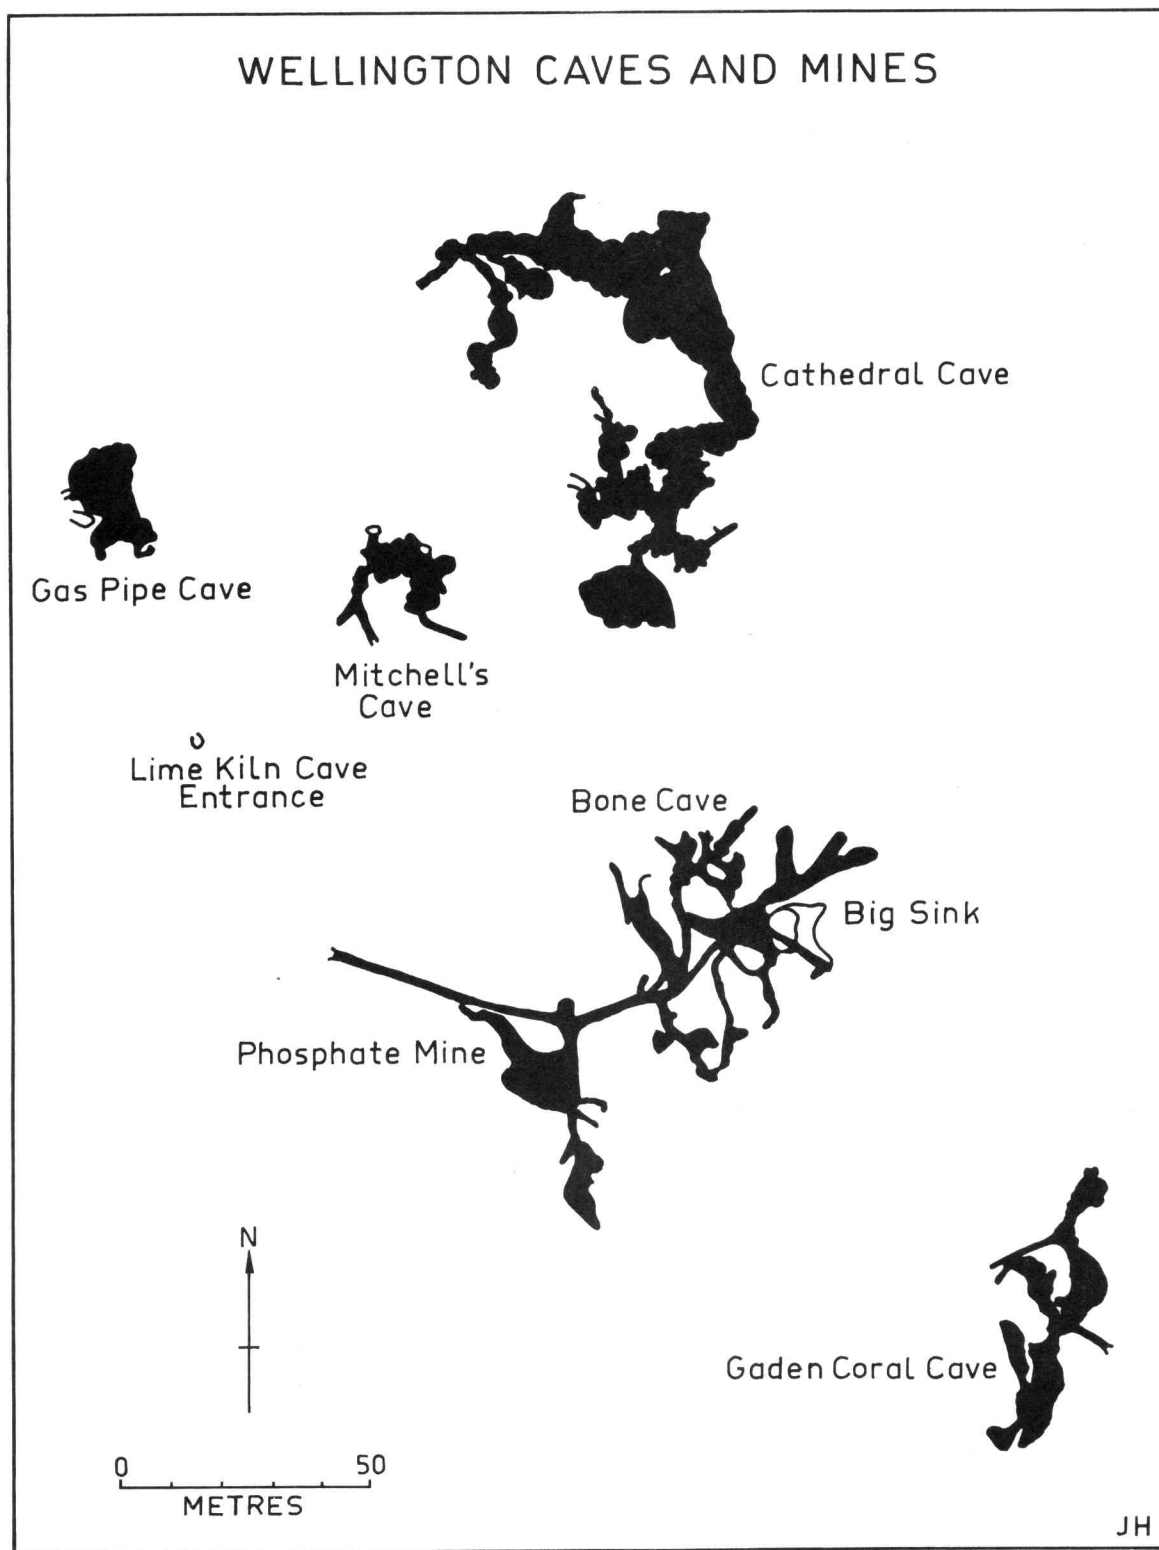 WELLINGTON CAVES AND MINES
Cathedral Cave
Gas Pipe Cave
Mitchell's
Cave
Lime Kiln Cave
Entrance
Bone Cave
Big Sink
Phosphate Mine
N
Gaden Coral Cave
0 50
METRES
JH